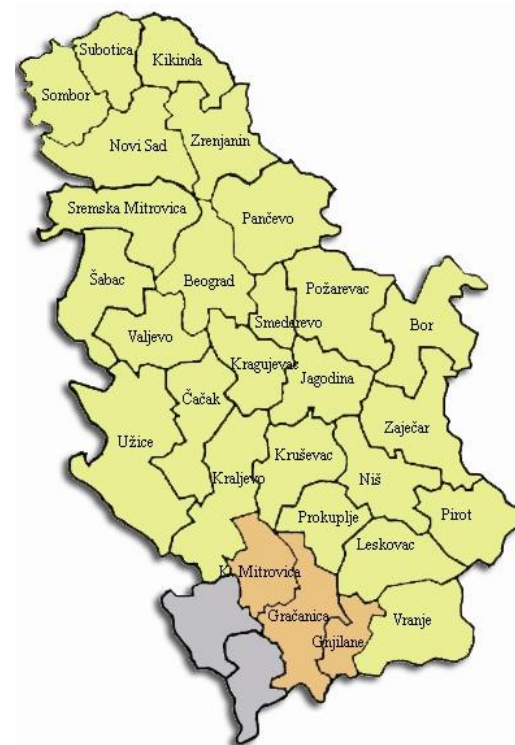 Subotica
Kikinda
Sombor
Novi Sad
Zrenjanin
Sremska Mitrovica
Pančevo
Šabac
Beograd
Smederevo
Požarevac
Bor
Valjevo
Kragujevac
Jagodina
Čačak
Zaječar
Užice
Kruševac
Kraljevo
Niš
Prokuplje
Pirot
Leskovac
K. Mitrovica
Gračanica
Vranje
Gnjilane